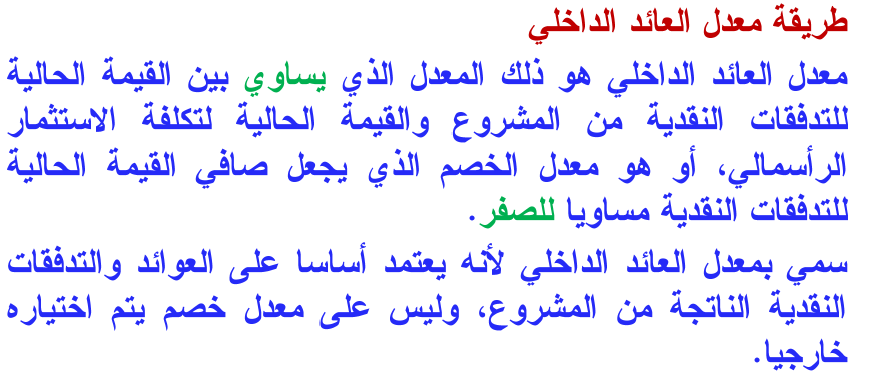 طريقة معدل العائد الداخلي
معدل العائد الداخلي هو ذلك المعدل الذي يساوي بين القيمة الحالية
للتدفقات النقدية من المشروع والقيمة الحالية لتكلفة الاستثمار
الرأسمالي، أو هو معدل الخصم الذي يجعل صافي القيمة الحالية
للتدفقات النقدية مساويا للصفر.
سمي بمعدل العائد الداخلي لأنه يعتمد أساسا على العوائد والتدفقات
النقدية الناتجة من المشروع، وليس على معدل خصم يتم اختياره
خارجيا.